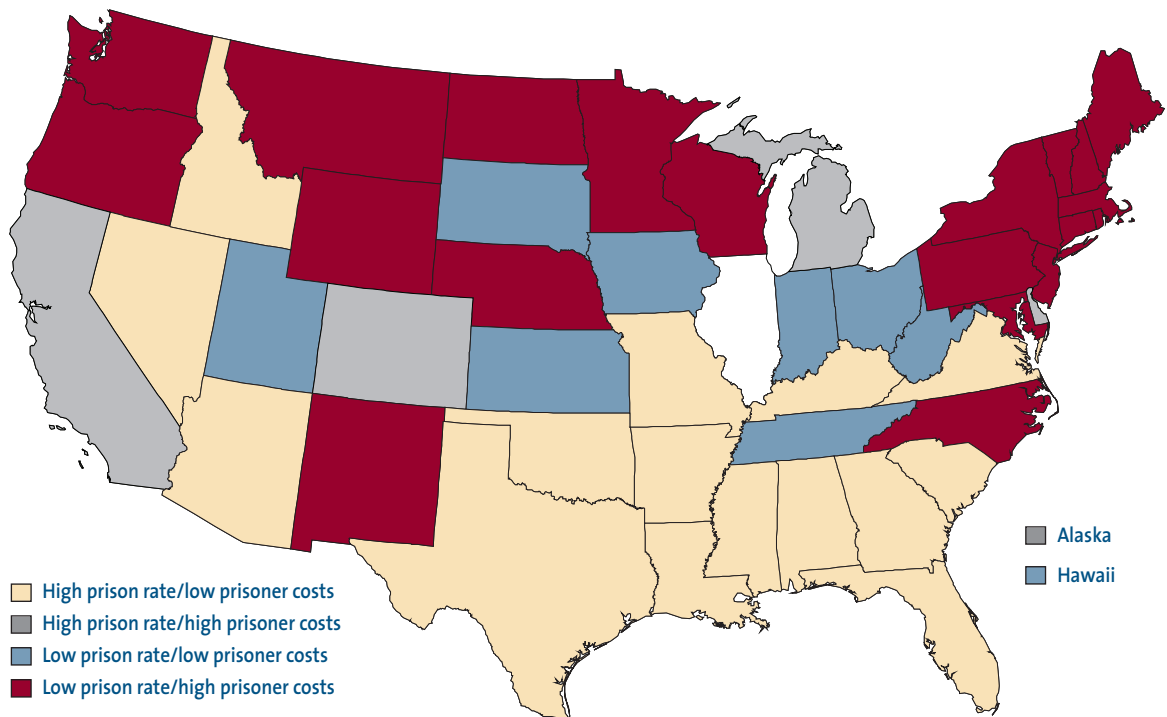 Alaska
Hawaii
High prison rate/low prisoner costs
High prison rate/high prisoner costs
Low prison rate/low prisoner costs
Low prison rate/high prisoner costs